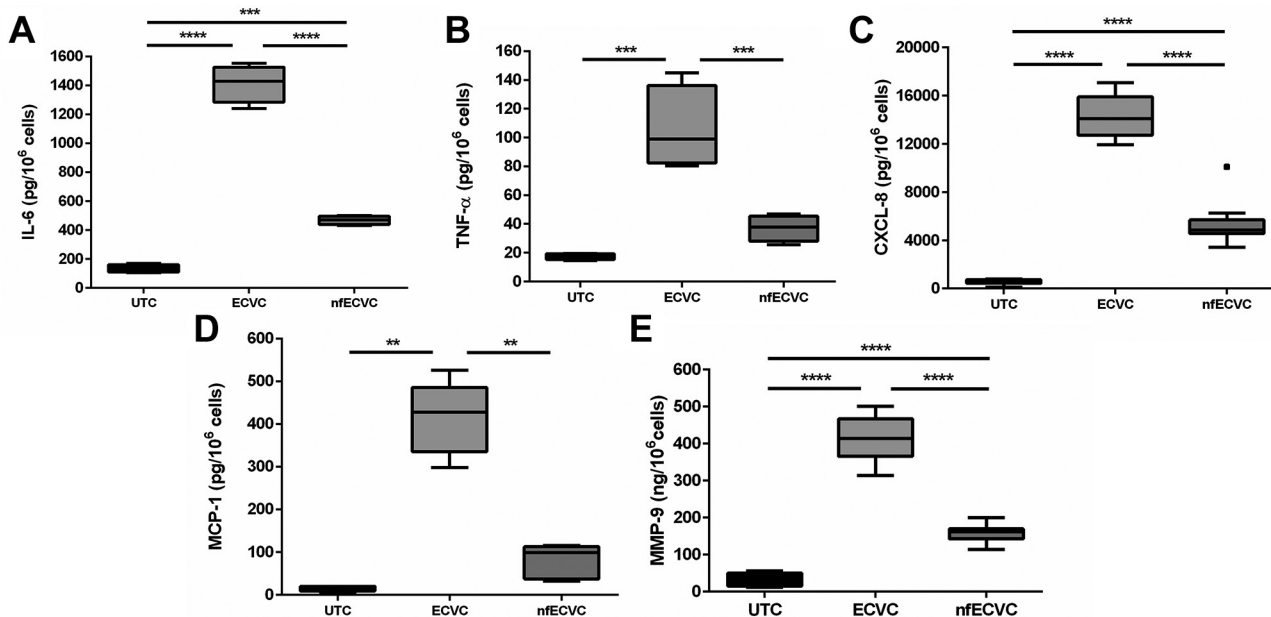 A
***
****
****
IL-6 (pg/10⁶ cells)
1600
1400
1200
1000
800
600
400
200
0
UTC
ECVC
nfECVC
B
***
***
TNF-α (pg/10⁶ cells)
160
140
120
100
80
60
40
20
0
UTC
ECVC
nfECVC
C
****
****
****
CXCL-8 (pg/10⁶ cells)
20000
16000
12000
8000
4000
0
UTC
ECVC
nfECVC
D
**
**
MCP-1 (pg/10⁶ cells)
600
500
400
300
200
100
0
UTC
ECVC
nfECVC
E
****
****
****
MMP-9 (ng/10⁶cells)
600
500
400
300
200
100
0
UTC
ECVC
nfECVC